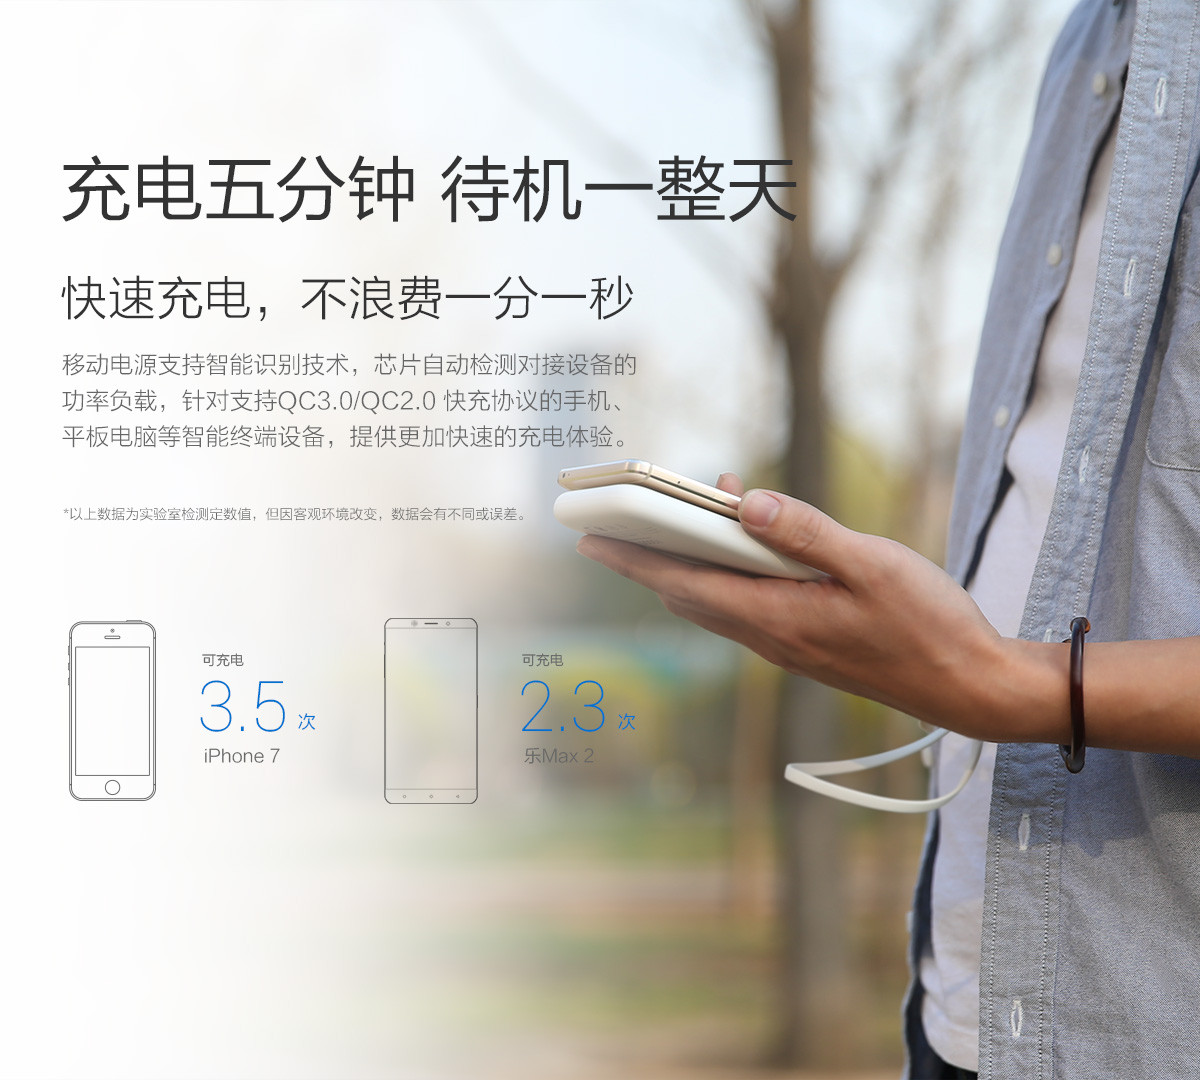 充电五分钟 待机一整天
快速充电，不浪费一分一秒
移动电源支持智能识别技术，芯片自动检测对接设备的
功率负载，针对支持QC3.0/QC2.0 快充协议的手机、
平板电脑等智能终端设备，提供更加快速的充电体验。
*以上数据为实验室检测定数值，但因客观环境改变，数据会有不同或误差。
可充电
3.5 次
iPhone 7
可充电
2.3 次
乐Max 2